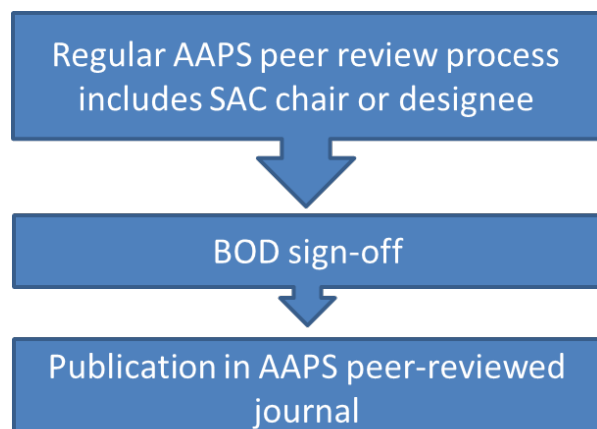 Regular AAPS peer review process
includes SAC chair or designee
BOD sign-off
Publication in AAPS peer-reviewed
journal